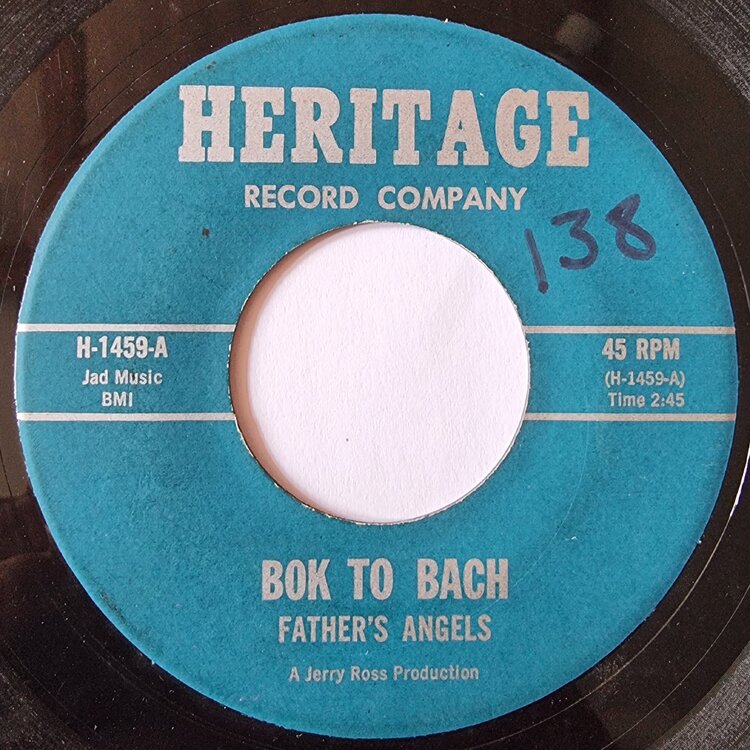 HERITAGE
RECORD COMPANY
138
H-1459-A
Jad Music
BMI
45 RPM
(H-1459-A)
Time 2:45
BOK TO BACH
FATHER'S ANGELS
A Jerry Ross Production